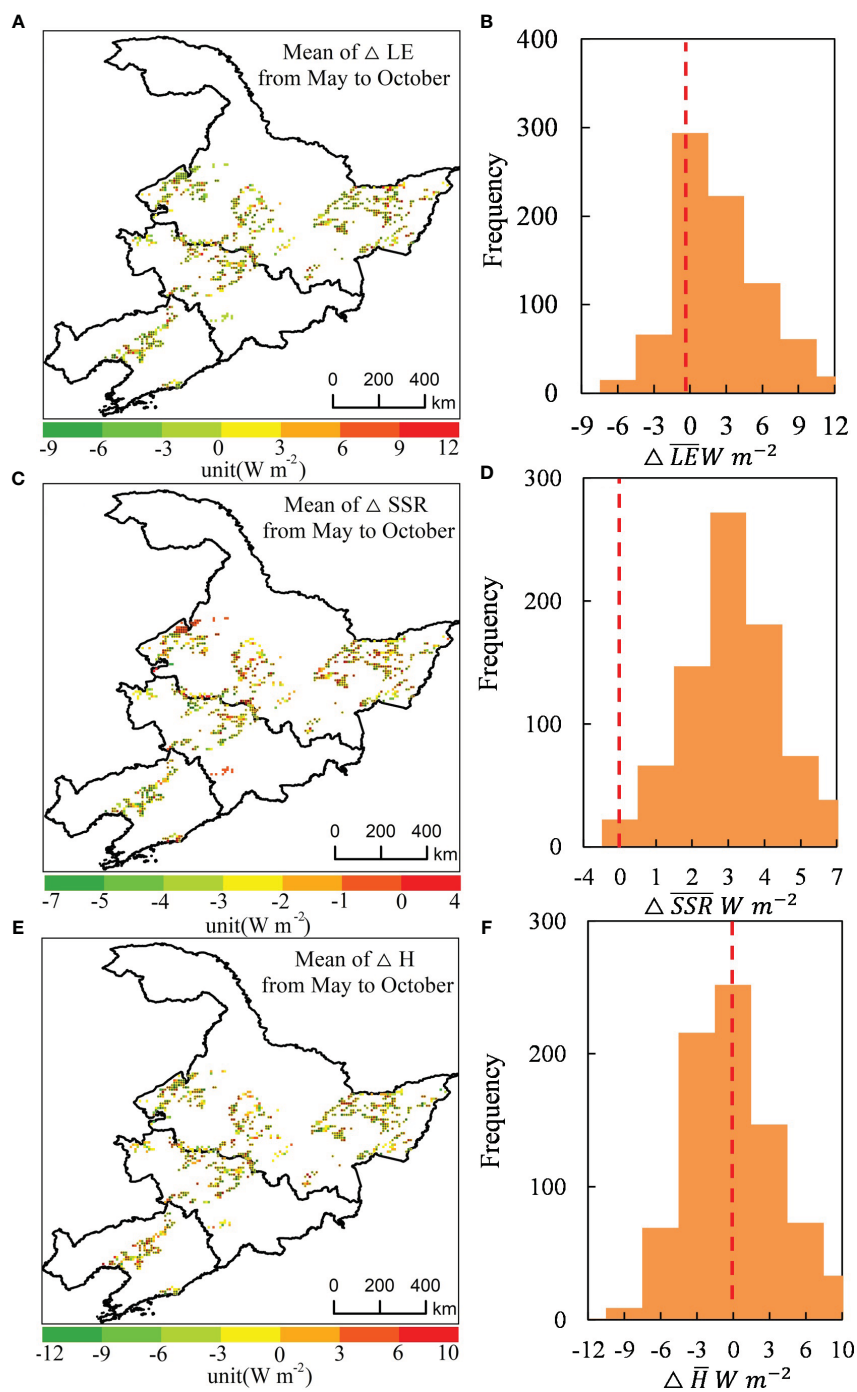 A
Mean of △ LE
from May to October
0 200 400
km
-9 -6 -3 0 3 6 9 12
unit(W m⁻²)
B
400
300
200
100
0
Frequency
-9 -6 -3 0 3 6 9 12
△ L̅E̅W m⁻²
C
Mean of △ SSR
from May to October
0 200 400
km
-7 -5 -4 -3 -2 -1 0 4
unit(W m⁻²)
D
300
200
100
0
Frequency
-4 0 1 2 3 4 5 7
△ S̅S̅R̅ W m⁻²
E
Mean of △ H
from May to October
0 200 400
km
-12 -9 -6 -3 0 3 6 10
unit(W m⁻²)
F
300
200
100
0
Frequency
-12 -9 -6 -3 0 3 6 10
△ H̅ W m⁻²